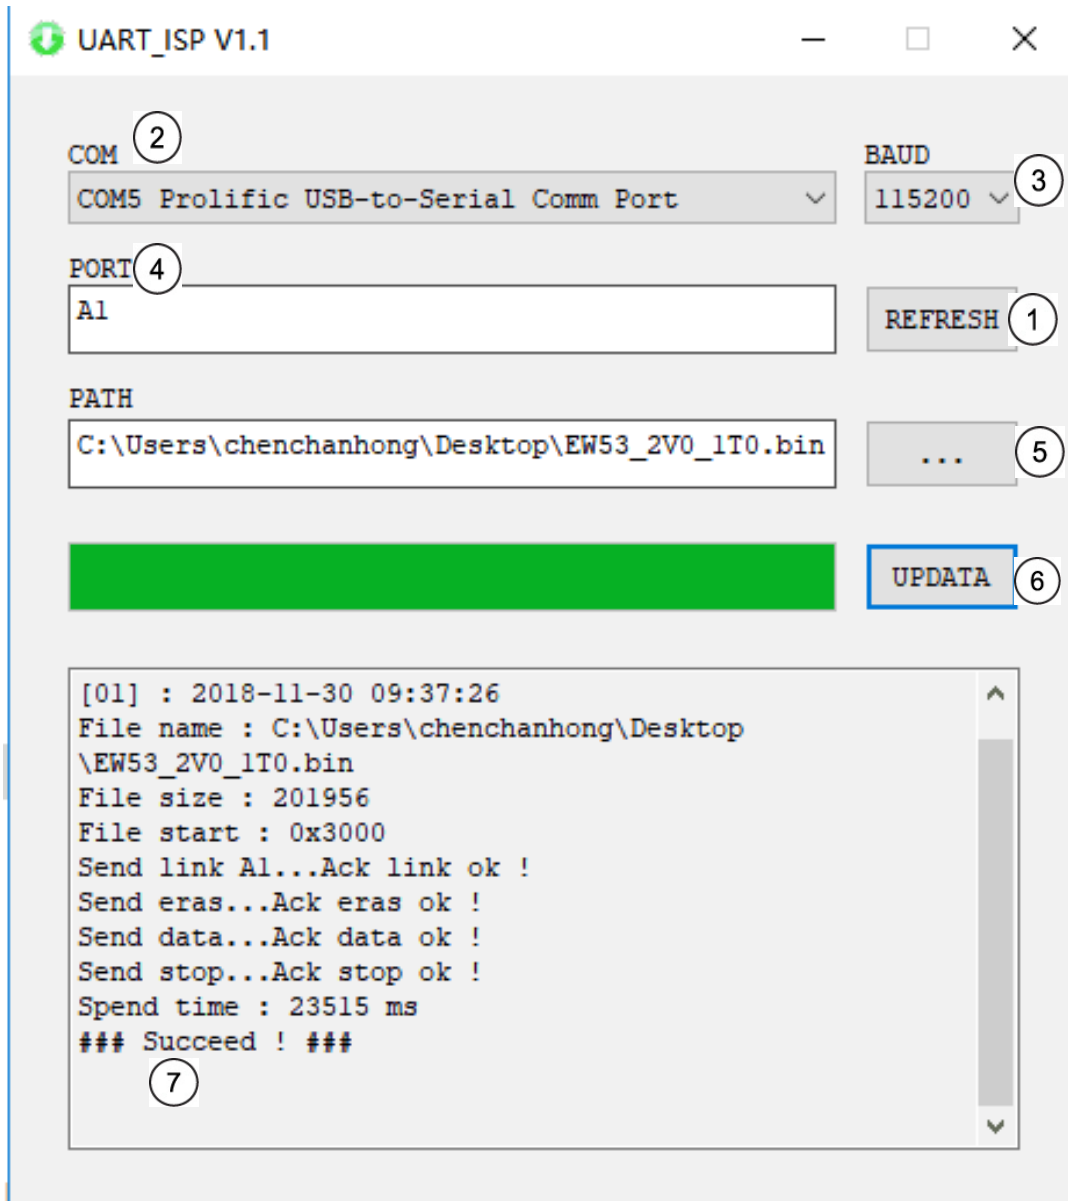 UART_ISP V1.1
COM 2
BAUD
COM5 Prolific USB-to-Serial Comm Port
115200 3
PORT 4
A1
REFRESH 1
PATH
C:\Users\chenchanhong\Desktop\EW53_2V0_1T0.bin
... 5
UPDATA 6
[01] : 2018-11-30 09:37:26
File name : C:\Users\chenchanhong\Desktop
\EW53_2V0_1T0.bin
File size : 201956
File start : 0x3000
Send link A1...Ack link ok !
Send eras...Ack eras ok !
Send data...Ack data ok !
Send stop...Ack stop ok !
Spend time : 23515 ms
### Succeed ! ###
7